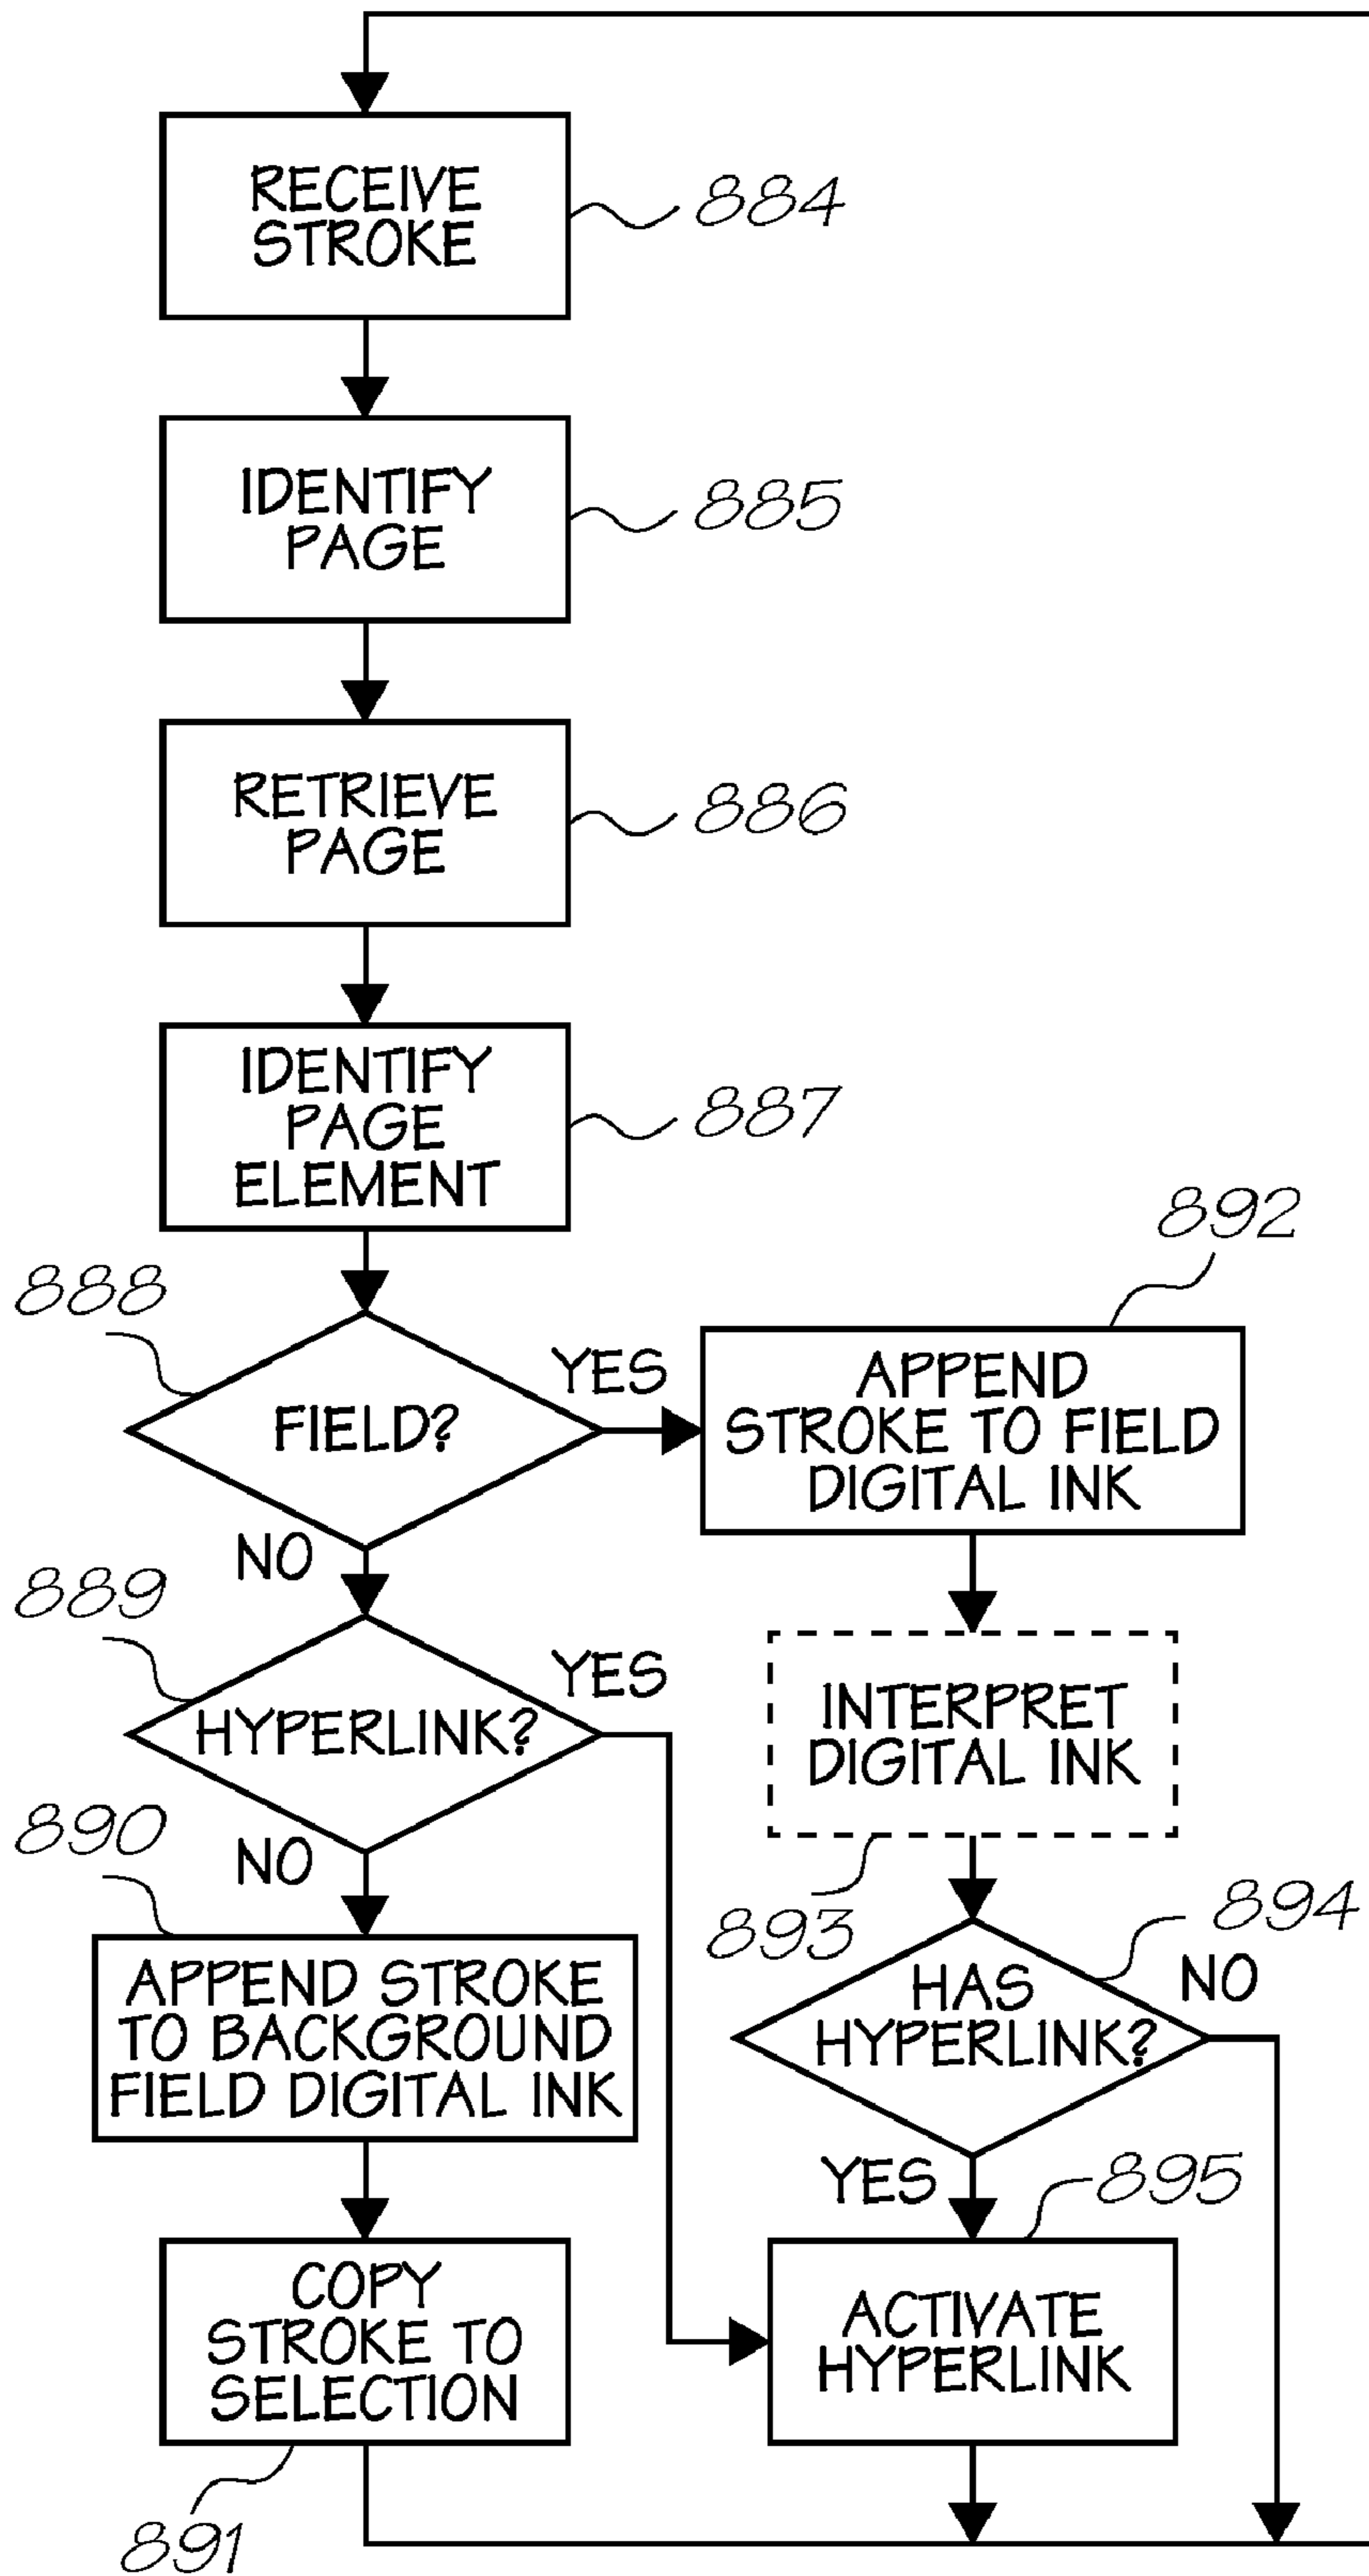 RECEIVE
STROKE
884
IDENTIFY
PAGE
885
RETRIEVE
PAGE
886
IDENTIFY
PAGE
ELEMENT
887
888
FIELD?
YES
NO
892
APPEND
STROKE TO FIELD
DIGITAL INK
889
HYPERLINK?
YES
NO
INTERPRET
DIGITAL INK
893
890
APPEND STROKE
TO BACKGROUND
FIELD DIGITAL INK
894
HAS
HYPERLINK?
NO
YES
895
COPY
STROKE TO
SELECTION
891
ACTIVATE
HYPERLINK